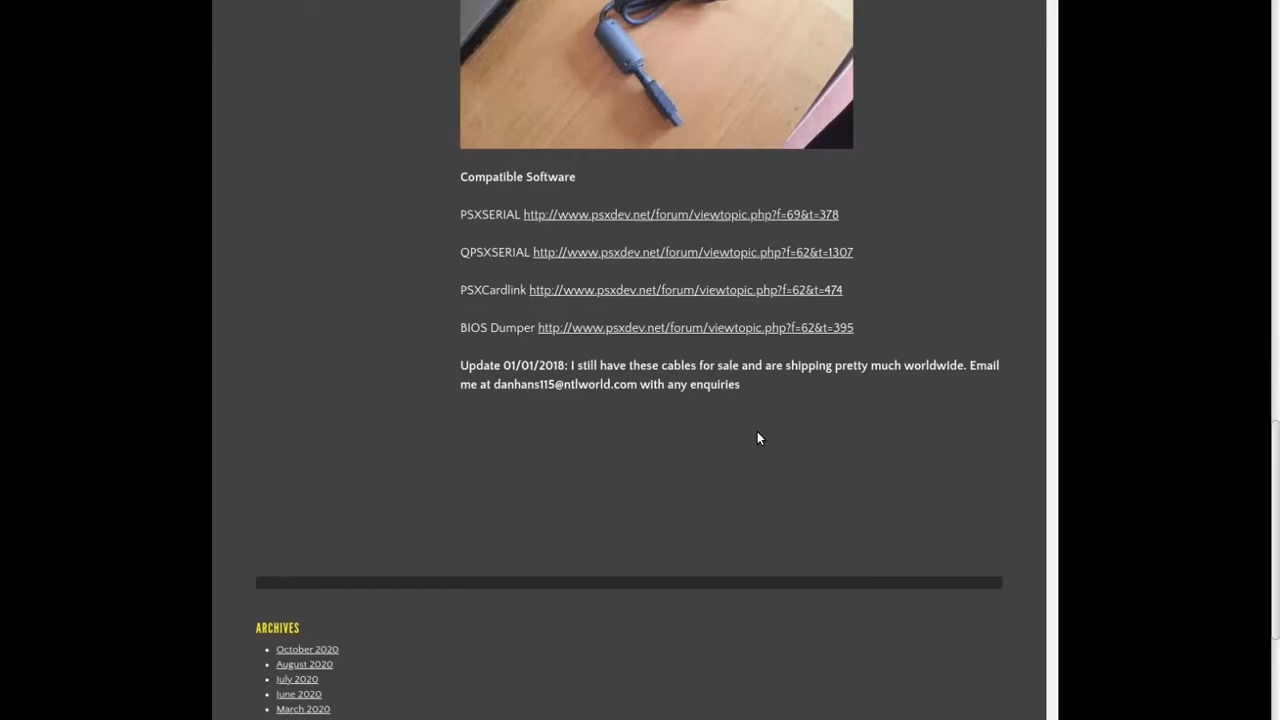 Compatible Software
PSXSERIAL http://www.psxdev.net/forum/viewtopic.php?f=69&t=378
QPSXSERIAL http://www.psxdev.net/forum/viewtopic.php?f=62&t=1307
PSXCardlink http://www.psxdev.net/forum/viewtopic.php?f=62&t=474
BIOS Dumper http://www.psxdev.net/forum/viewtopic.php?f=62&t=395
Update 01/01/2018: I still have these cables for sale and are shipping pretty much worldwide. Email
me at danhans115@ntlworld.com with any enquiries
ARCHIVES
October 2020
August 2020
July 2020
June 2020
March 2020